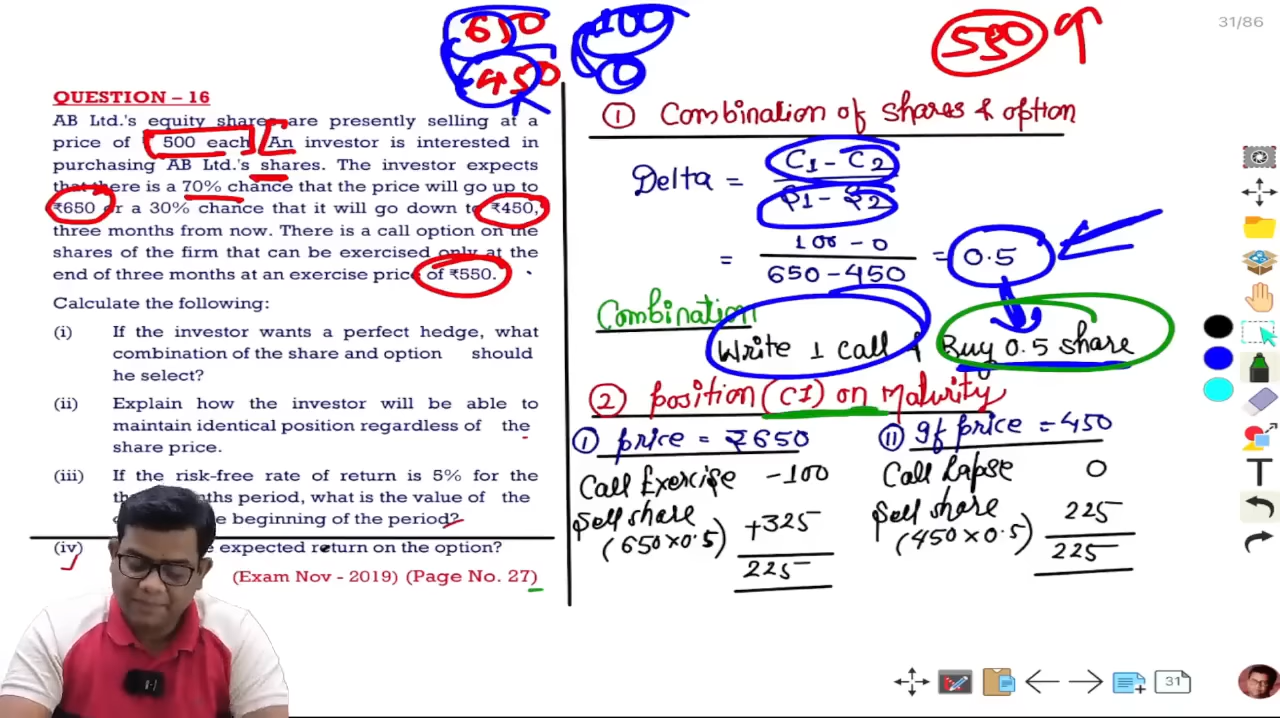 650
100
550
31/86
450
0
QUESTION – 16
AB Ltd.'s equity shares are presently selling at a
price of ₹ 500 each. An investor is interested in
purchasing AB Ltd.'s shares. The investor expects
that there is a 70% chance that the price will go up to
₹650 or a 30% chance that it will go down to ₹450,
three months from now. There is a call option on the
shares of the firm that can be exercised only at the
end of three months at an exercise price of ₹550.
Calculate the following:
(i) If the investor wants a perfect hedge, what
combination of the share and option should
he select?
(ii) Explain how the investor will be able to
maintain identical position regardless of the
share price.
(iii) If the risk-free rate of return is 5% for the
months period, what is the value of the
beginning of the period?
(iv) expected return on the option?
(Exam Nov - 2019) (Page No. 27)
① Combination of shares & option
Delta = C1 - C2
P1 - P2
= 100 - 0
650 - 450
= 0.5
Combination
Write 1 call & Buy 0.5 share
② Position (CI) on Maturity
① price = ₹650
Call Exercise -100
Sell share
(650×0.5) +325
225
② If price = 450
Call Lapse 0
Sell share 225
(450×0.5)
225
31